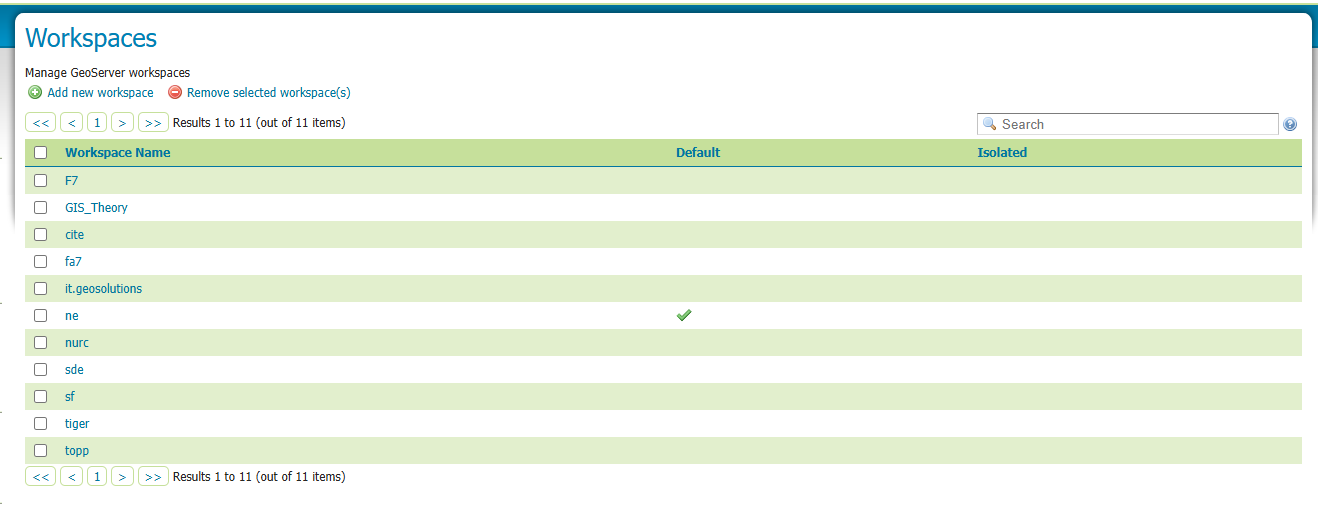 Workspaces
Manage GeoServer workspaces
Add new workspace Remove selected workspace(s)
<< < 1 > >> Results 1 to 11 (out of 11 items) Search
Workspace Name Default Isolated
F7
GIS_Theory
cite
fa7
it.geosolutions
ne
nurc
sde
sf
tiger
topp
<< < 1 > >> Results 1 to 11 (out of 11 items)